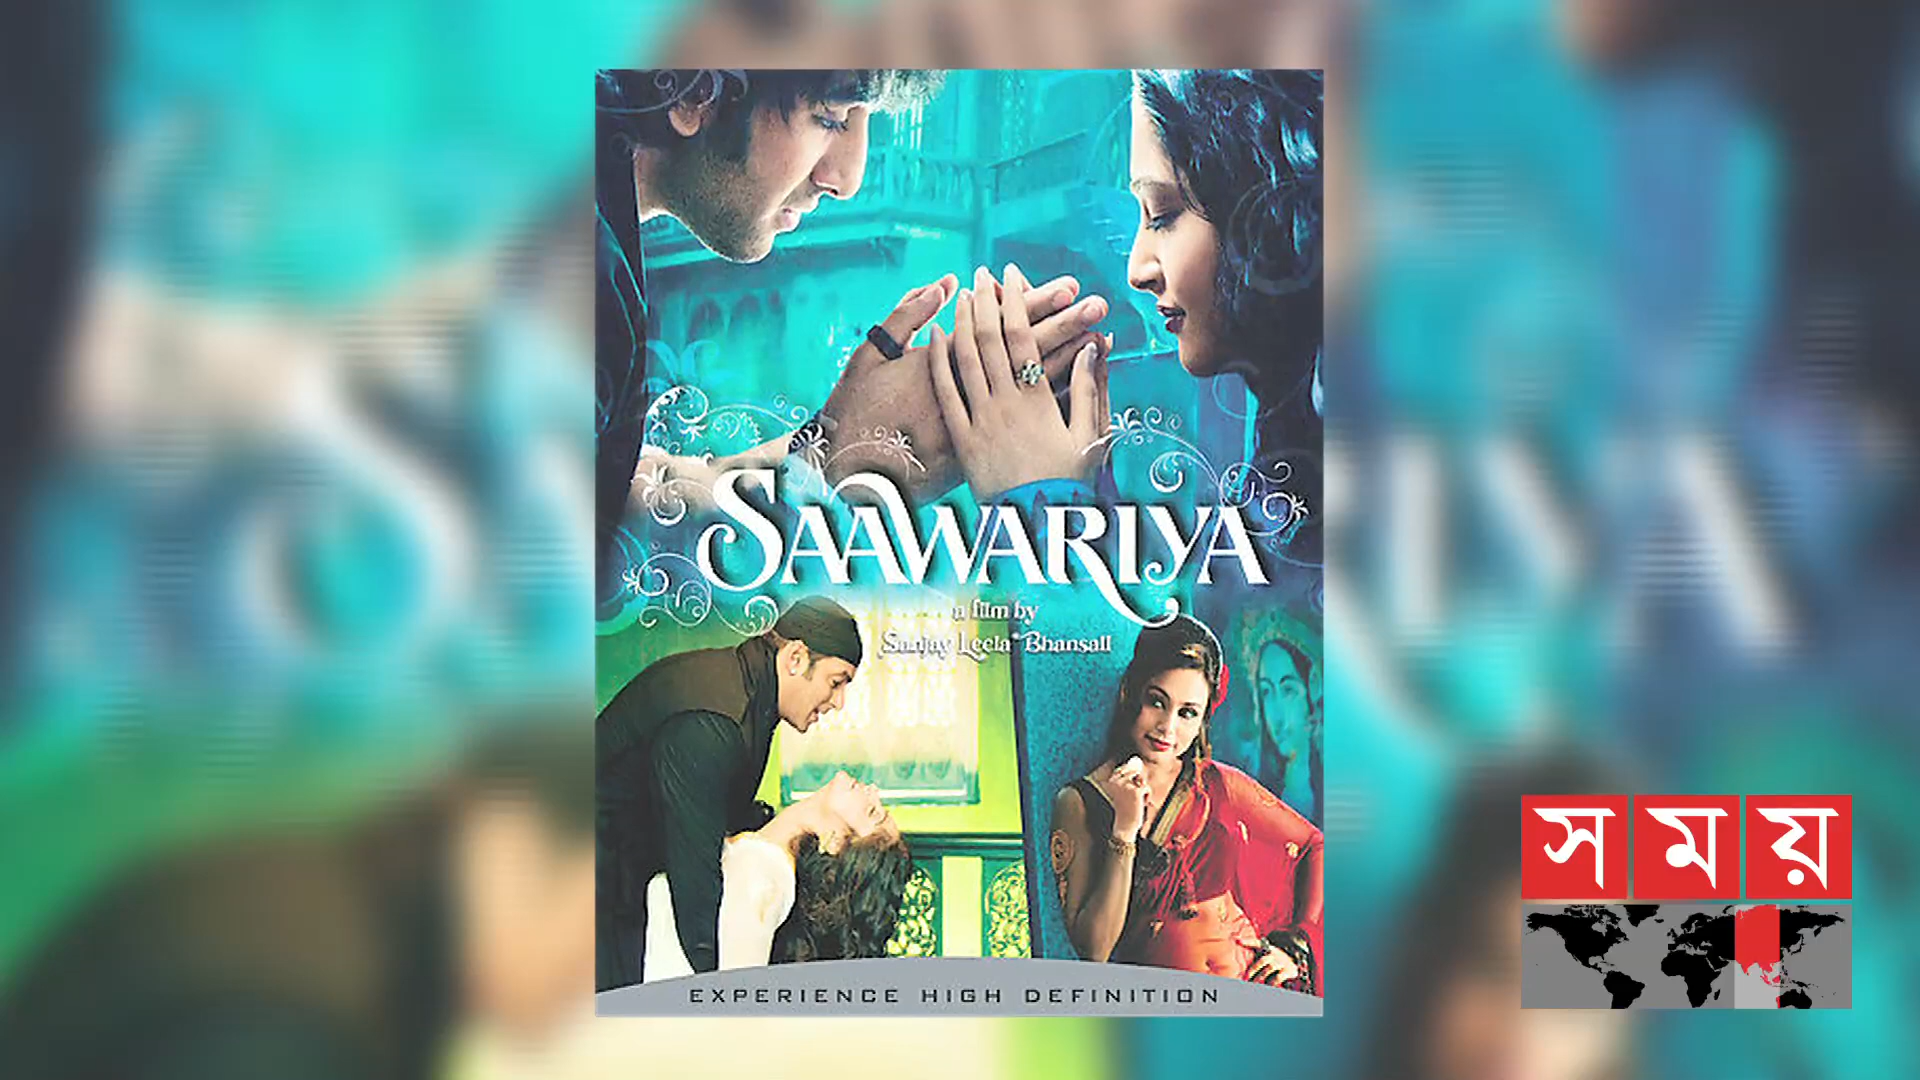 SAAWARIYA
a film by
Sanjay Leela Bhansali
EXPERIENCE HIGH DEFINITION
সময়